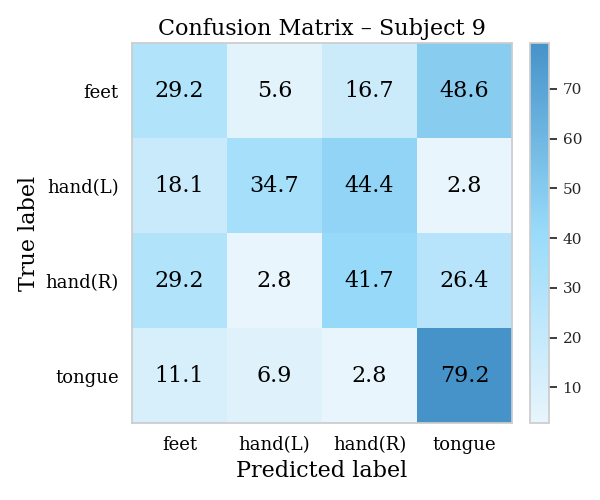 Confusion Matrix – Subject 9
feet 29.2 5.6 16.7 48.6
hand(L) 18.1 34.7 44.4 2.8
hand(R) 29.2 2.8 41.7 26.4
tongue 11.1 6.9 2.8 79.2
feet hand(L) hand(R) tongue
Predicted label
True label
70
60
50
40
30
20
10